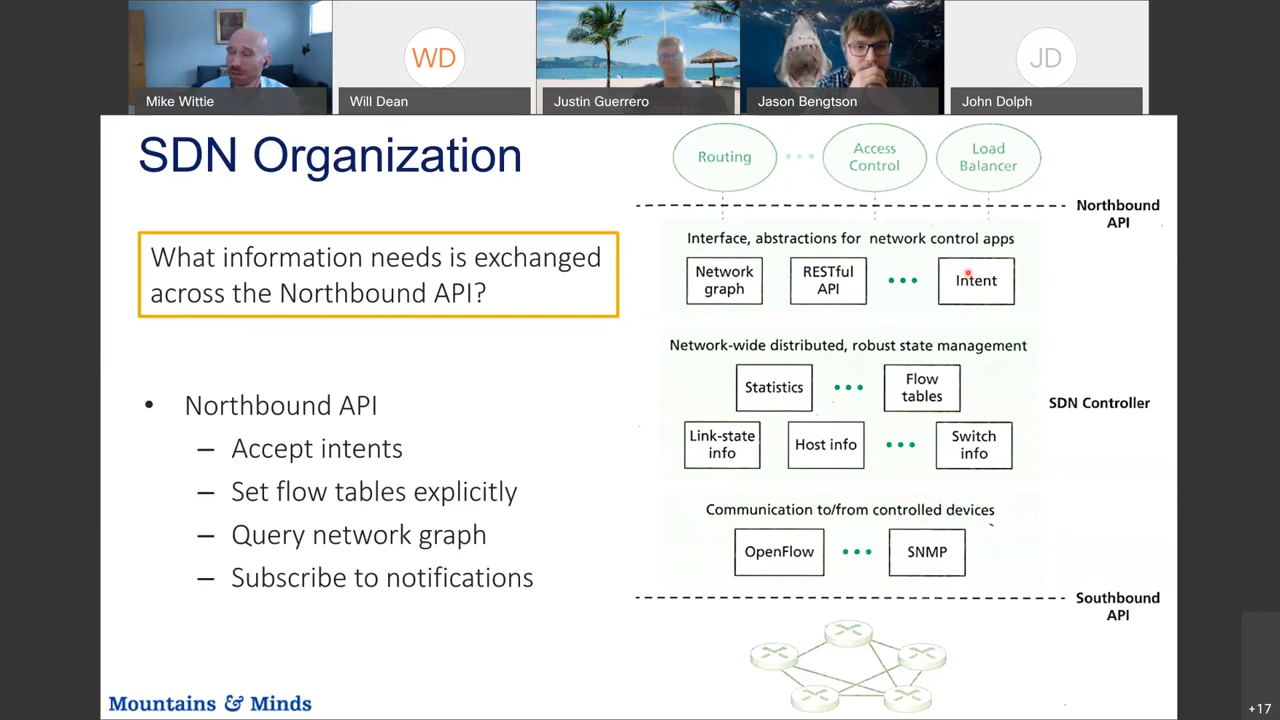 WD
JD
Mike Wittie
Will Dean
Justin Guerrero
Jason Bengtson
John Dolph
SDN Organization
What information needs is exchanged
across the Northbound API?
• Northbound API
– Accept intents
– Set flow tables explicitly
– Query network graph
– Subscribe to notifications
Mountains & Minds
Routing
Access
Control
Load
Balancer
Northbound
API
Interface, abstractions for network control apps
Network
graph
RESTful
API
Intent
Network-wide distributed, robust state management
Statistics
Flow
tables
Link-state
info
Host info
Switch
info
SDN Controller
Communication to/from controlled devices
OpenFlow
SNMP
Southbound
API
+17